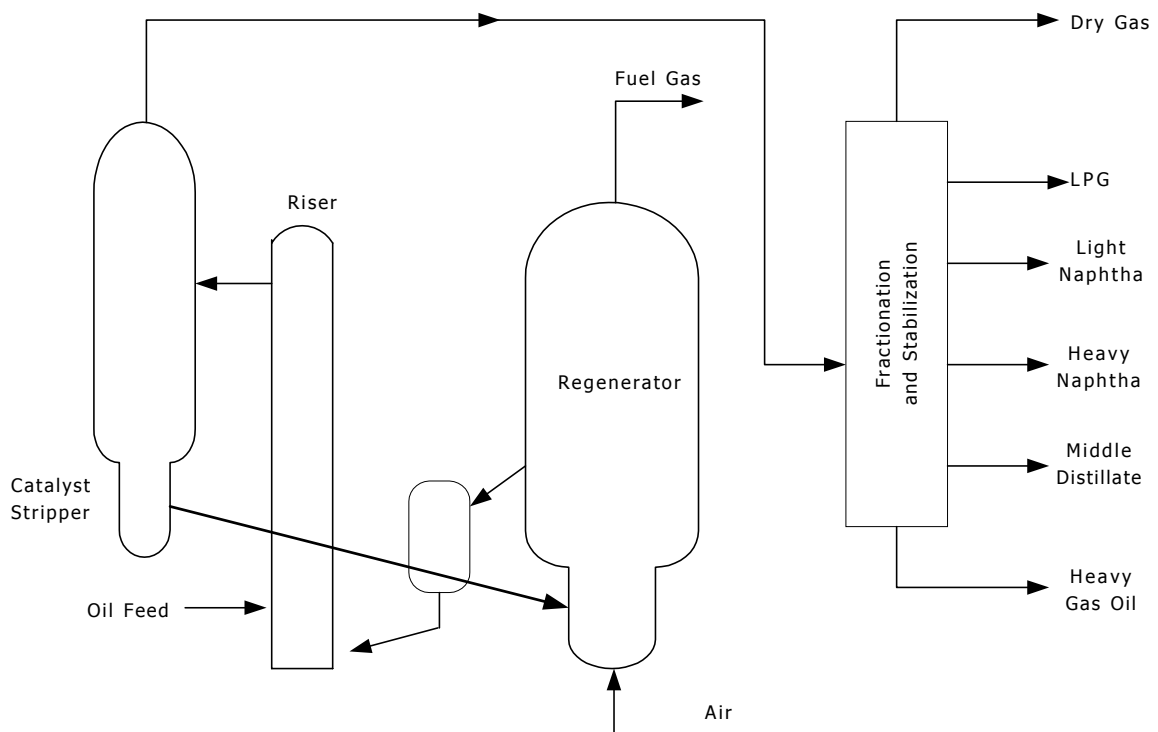 Dry Gas
Fuel Gas
LPG
Riser
Light
Naphtha
Fractionation
and Stabilization
Heavy
Naphtha
Regenerator
Middle
Distillate
Catalyst
Stripper
Oil Feed
Heavy
Gas Oil
Air